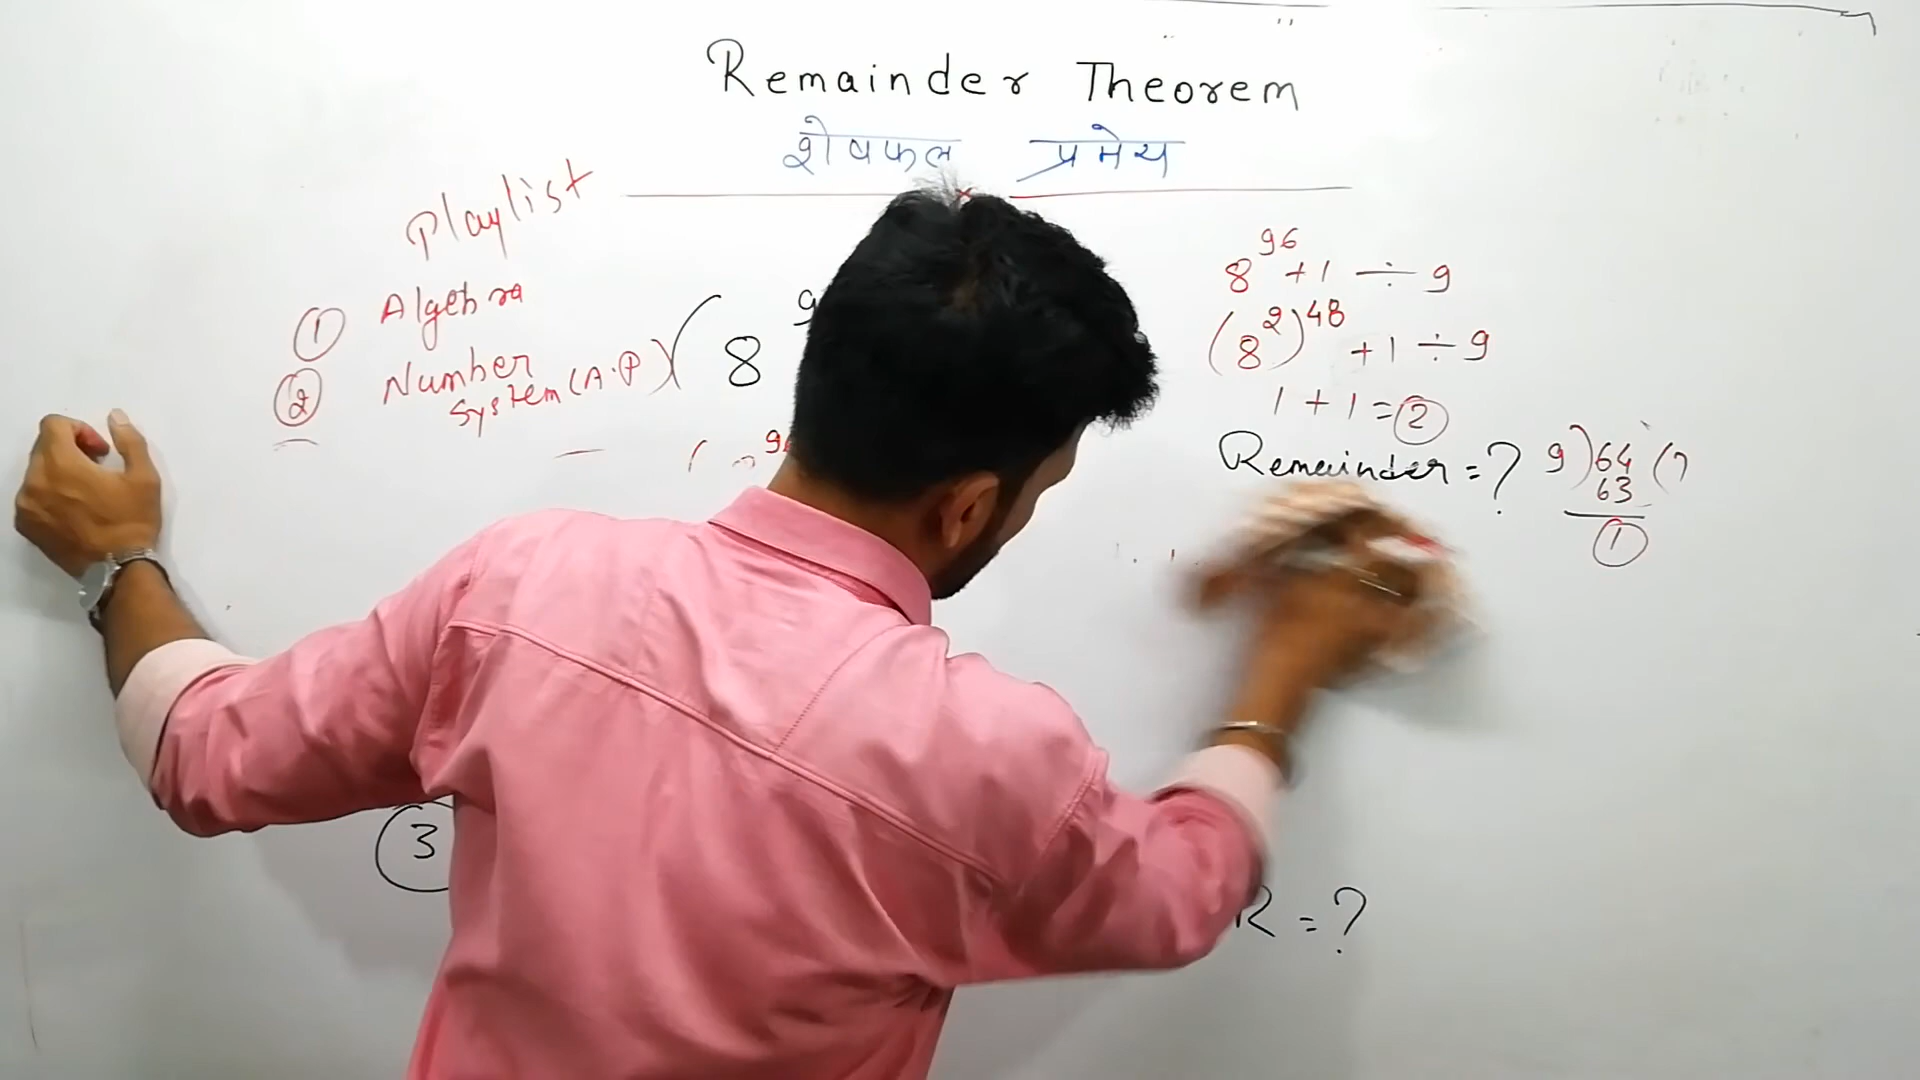 Remainder Theorem
शेषफल प्रमेय
Playlist
① Algebra
② Number
System (A.P)
( 8
8^96 + 1 ÷ 9
(8^2)^48 + 1 ÷ 9
1 + 1 = ②
Remainder = ?
9)64(7
63
①
③
R = ?